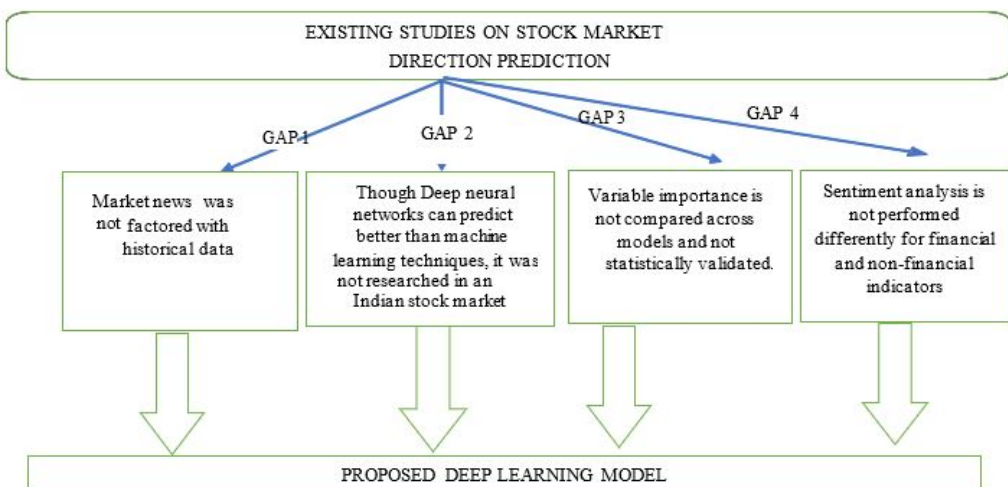 EXISTING STUDIES ON STOCK MARKET
DIRECTION PREDICTION
GAP 1
GAP 2
GAP 3
GAP 4
Market news was
not factored with
historical data
Though Deep neural
networks can predict
better than machine
learning techniques, it was
not researched in an
Indian stock market
Variable importance is
not compared across
models and not
statistically validated.
Sentiment analysis is
not performed
differently for financial
and non-financial
indicators
PROPOSED DEEP LEARNING MODEL